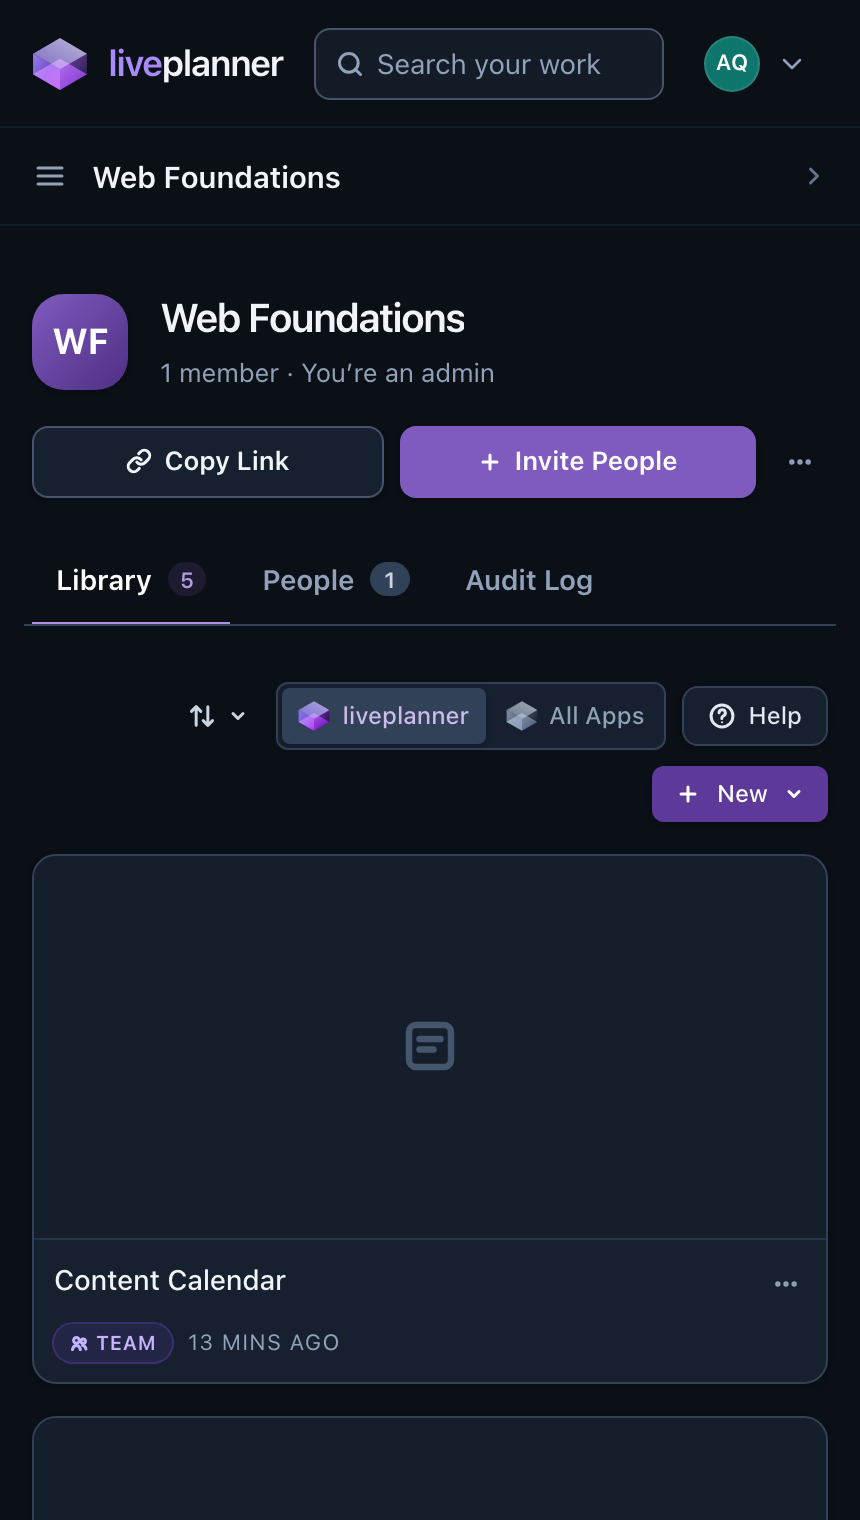 liveplanner
Search your work
AQ
Web Foundations
WF
Web Foundations
1 member · You’re an admin
Copy Link
Invite People
Library 5
People 1
Audit Log
liveplanner
All Apps
Help
New
Content Calendar
TEAM
13 MINS AGO